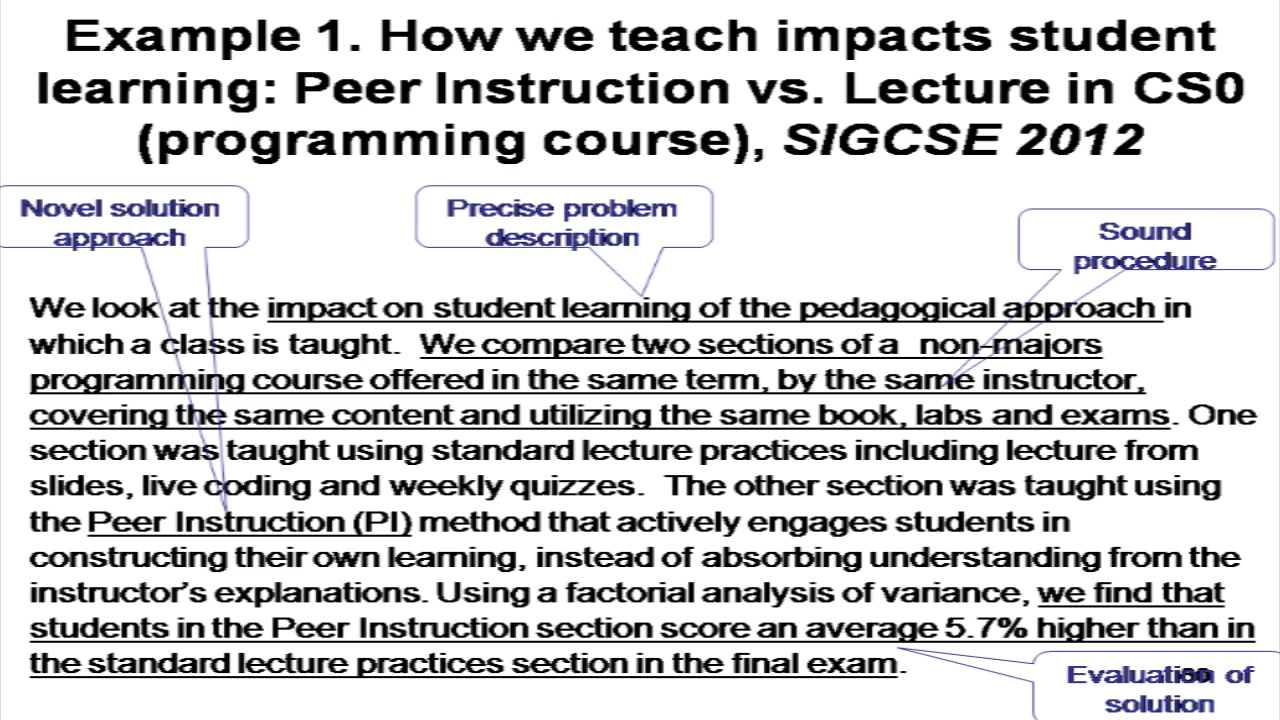 Example 1. How we teach impacts student
learning: Peer Instruction vs. Lecture in CS0
(programming course), SIGCSE 2012
Novel solution
approach
Precise problem
description
Sound
procedure
We look at the impact on student learning of the pedagogical approach in
which a class is taught. We compare two sections of a non-majors
programming course offered in the same term, by the same instructor,
covering the same content and utilizing the same book, labs and exams. One
section was taught using standard lecture practices including lecture from
slides, live coding and weekly quizzes. The other section was taught using
the Peer Instruction (PI) method that actively engages students in
constructing their own learning, instead of absorbing understanding from the
instructor's explanations. Using a factorial analysis of variance, we find that
students in the Peer Instruction section score an average 5.7% higher than in
the standard lecture practices section in the final exam.
Evaluation of
solution